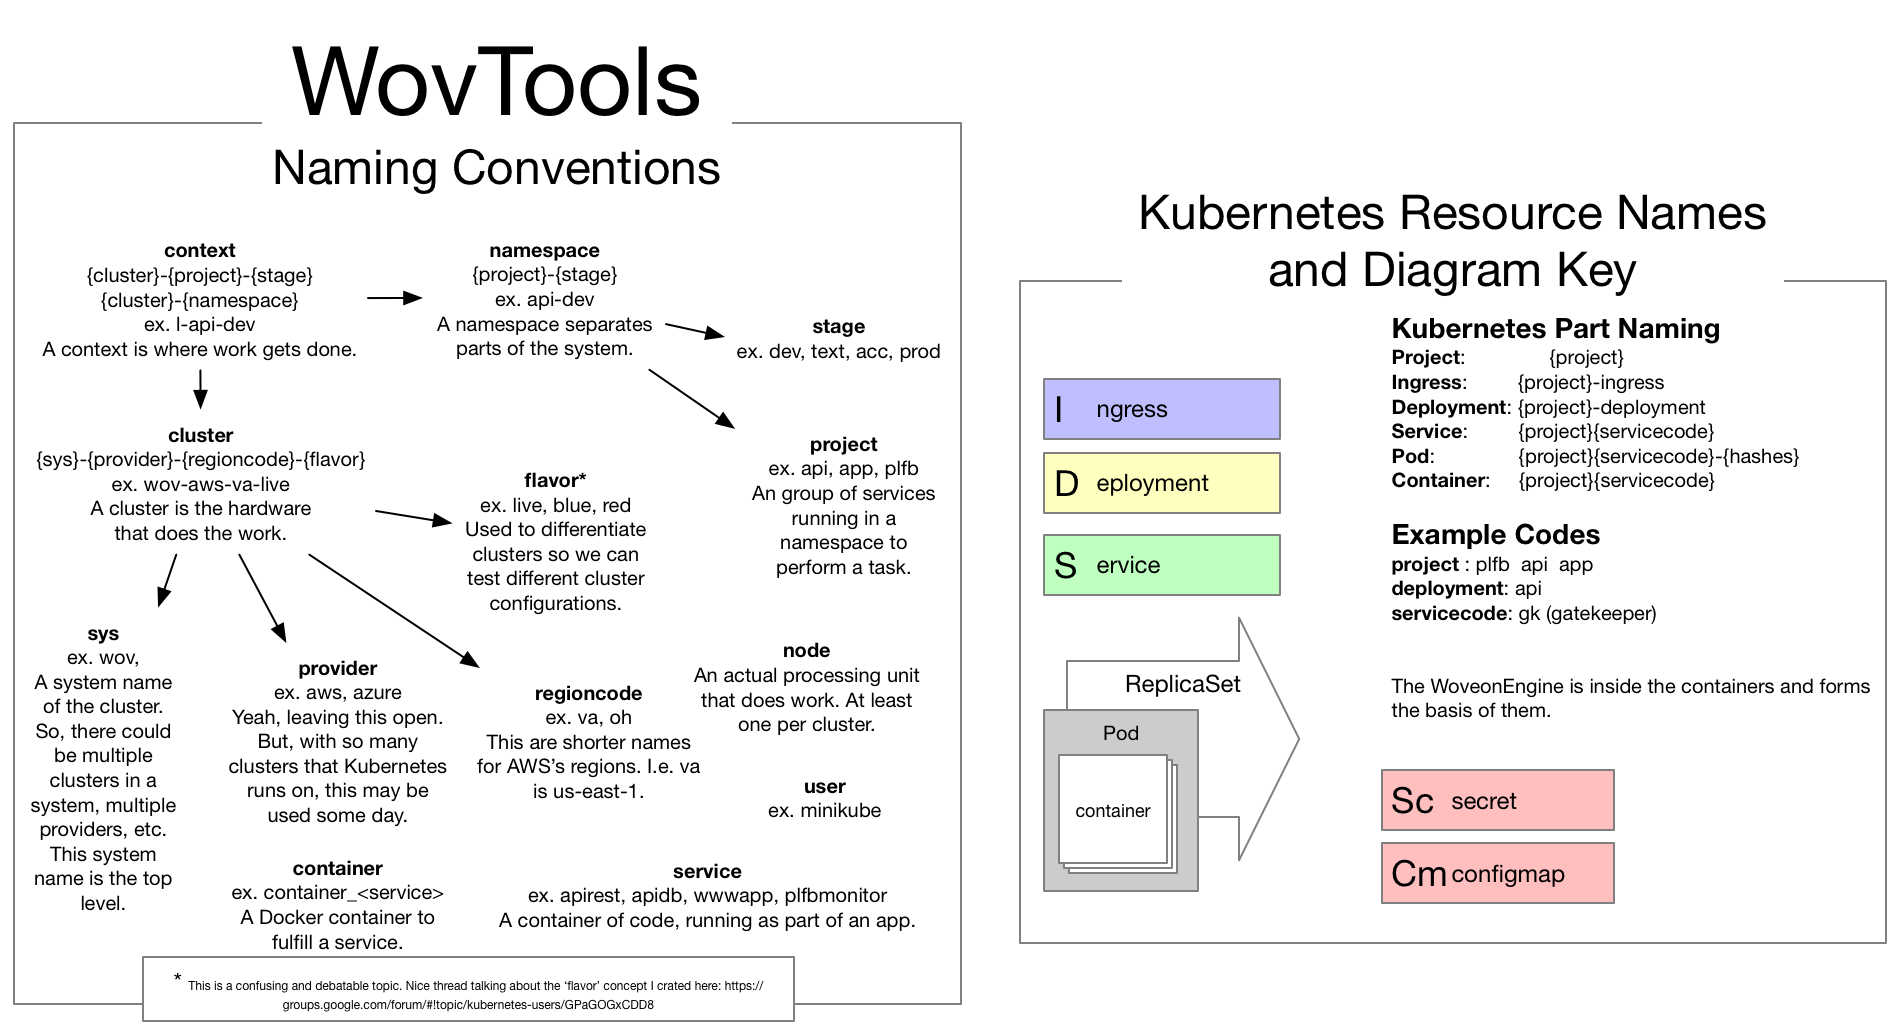 WovTools
Naming Conventions
context
{cluster}-{project}-{stage}
{cluster}-{namespace}
ex. l-api-dev
A context is where work gets done.
namespace
{project}-{stage}
ex. api-dev
A namespace separates
parts of the system.
stage
ex. dev, text, acc, prod
cluster
{sys}-{provider}-{regioncode}-{flavor}
ex. wov-aws-va-live
A cluster is the hardware
that does the work.
flavor*
ex. live, blue, red
Used to differentiate
clusters so we can
test different cluster
configurations.
project
ex. api, app, plfb
An group of services
running in a
namespace to
perform a task.
sys
ex. wov,
A system name
of the cluster.
So, there could
be multiple
clusters in a
system, multiple
providers, etc.
This system
name is the top
level.
provider
ex. aws, azure
Yeah, leaving this open.
But, with so many
clusters that Kubernetes
runs on, this may be
used some day.
regioncode
ex. va, oh
This are shorter names
for AWS's regions. I.e. va
is us-east-1.
node
An actual processing unit
that does work. At least
one per cluster.
user
ex. minikube
container
ex. container_<service>
A Docker container to
fulfill a service.
service
ex. apirest, apidb, wwwapp, plfbmonitor
A container of code, running as part of an app.
* This is a confusing and debatable topic. Nice thread talking about the ‘flavor’ concept I crated here: https://
groups.google.com/forum/#!topic/kubernetes-users/GPaGOGxCDD8
Kubernetes Resource Names
and Diagram Key
I ngress
D eployment
S ervice
ReplicaSet
Pod
container
Kubernetes Part Naming
Project: {project}
Ingress: {project}-ingress
Deployment: {project}-deployment
Service: {project}{servicecode}
Pod: {project}{servicecode}-{hashes}
Container: {project}{servicecode}
Example Codes
project : plfb api app
deployment: api
servicecode: gk (gatekeeper)
The WoveonEngine is inside the containers and forms
the basis of them.
Sc secret
Cm configmap